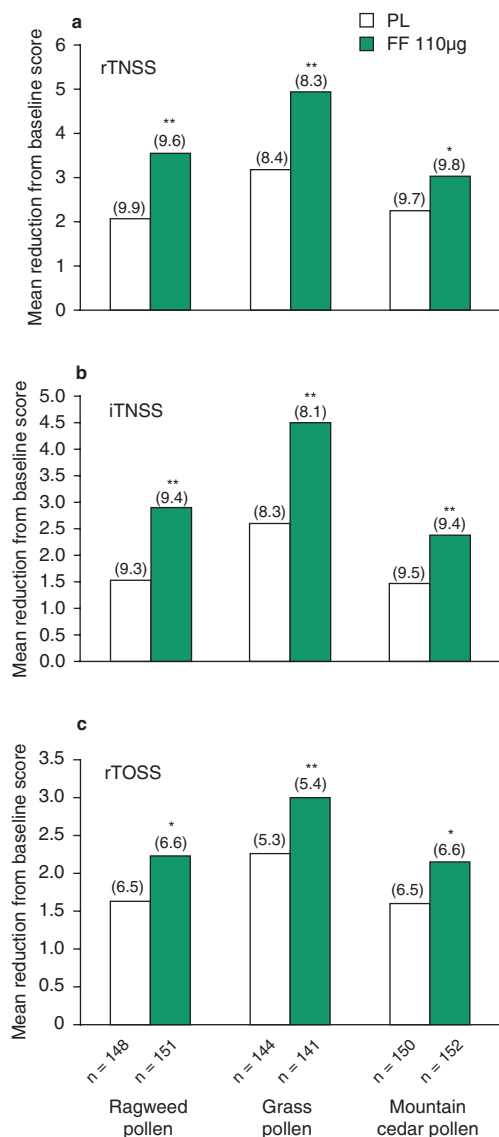 PL
FF 110µg
a
rTNSS
Mean reduction from baseline score
6
5
4
3
2
1
0
(9.9)
**
(9.6)
(8.4)
**
(8.3)
(9.7)
*
(9.8)
b
iTNSS
Mean reduction from baseline score
5.0
4.5
4.0
3.5
3.0
2.5
2.0
1.5
1.0
0.5
0.0
(9.3)
**
(9.4)
(8.3)
**
(8.1)
(9.5)
**
(9.4)
c
rTOSS
Mean reduction from baseline score
3.5
3.0
2.5
2.0
1.5
1.0
0.5
0
(6.5)
*
(6.6)
(5.3)
**
(5.4)
(6.5)
*
(6.6)
n = 148
n = 151
n = 144
n = 141
n = 150
n = 152
Ragweed
pollen
Grass
pollen
Mountain
cedar pollen